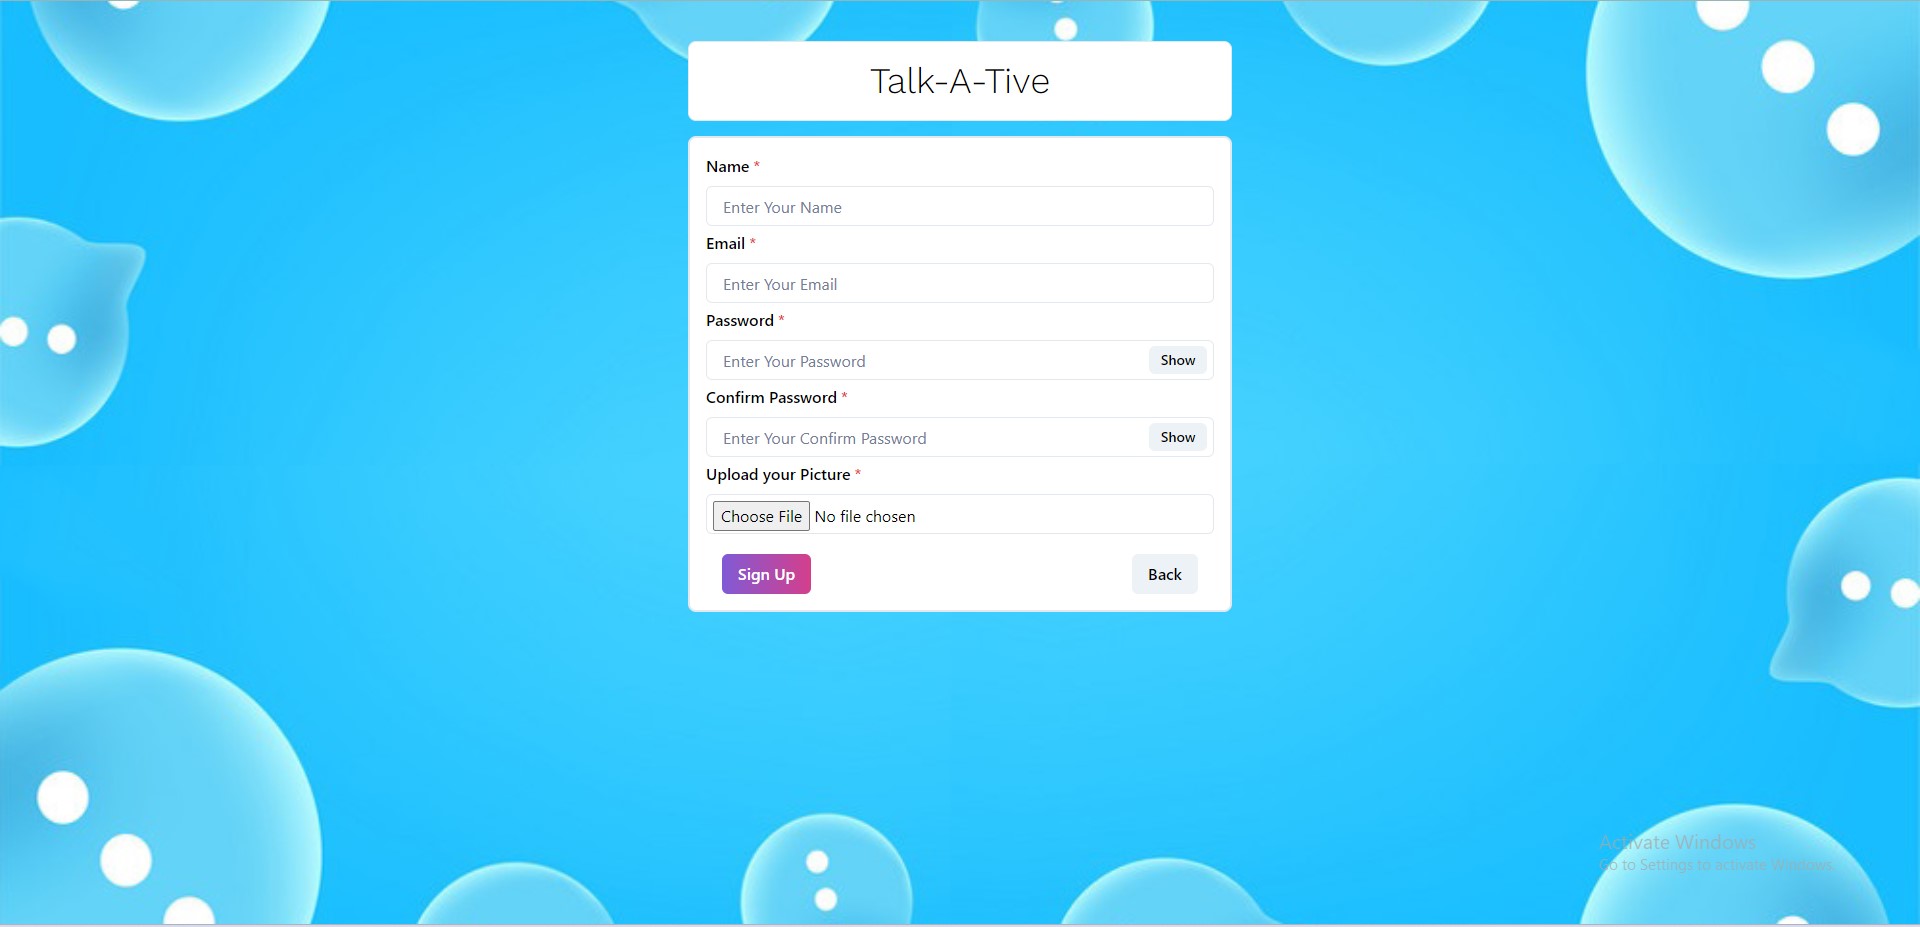 Talk-A-Tive
Name *
Enter Your Name
Email *
Enter Your Email
Password *
Enter Your Password Show
Confirm Password *
Enter Your Confirm Password Show
Upload your Picture *
Choose File No file chosen
Sign Up Back
Activate Windows
Go to Settings to activate Windows.